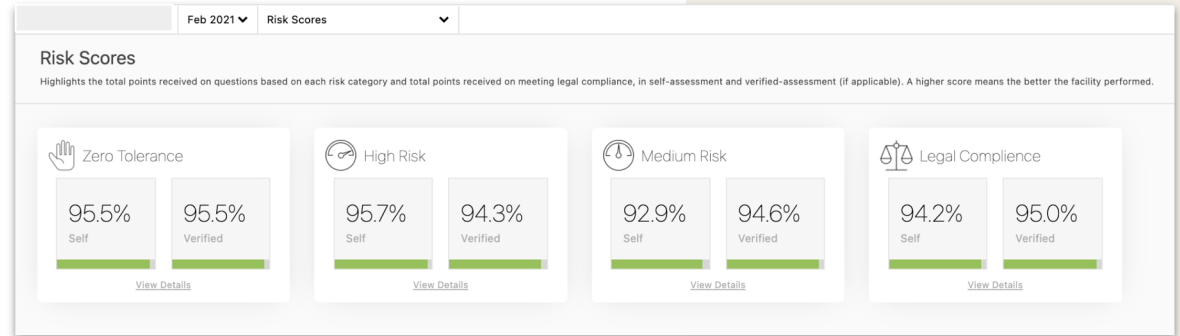 Feb 2021 Risk Scores
Risk Scores
Highlights the total points received on questions based on each risk category and total points received on meeting legal compliance, in self-assessment and verified-assessment (if applicable). A higher score means the better the facility performed.
Zero Tolerance
95.5% 95.5%
Self Verified
View Details
High Risk
95.7% 94.3%
Self Verified
View Details
Medium Risk
92.9% 94.6%
Self Verified
View Details
Legal Complience
94.2% 95.0%
Self Verified
View Details